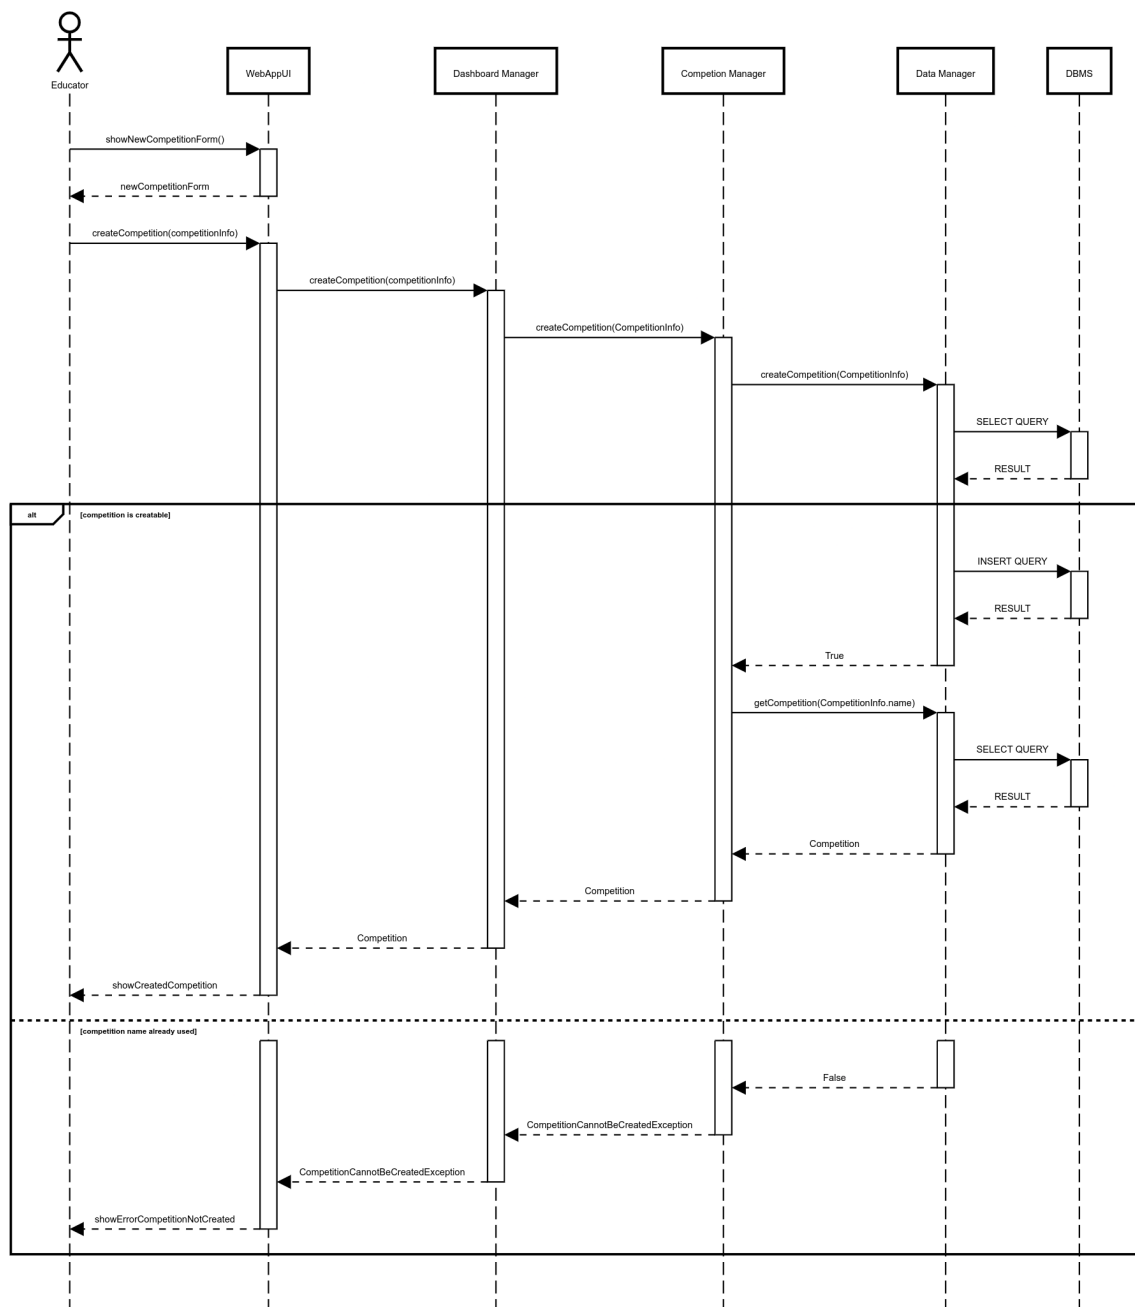 Educator
WebAppUI
Dashboard Manager
Competion Manager
Data Manager
DBMS
showNewCompetitionForm()
newCompetitionForm
createCompetition(competitionInfo)
createCompetition(competitionInfo)
createCompetition(CompetitionInfo)
createCompetition(CompetitionInfo)
SELECT QUERY
RESULT
alt
[competition is creatable]
INSERT QUERY
RESULT
True
getCompetition(CompetitionInfo.name)
SELECT QUERY
RESULT
Competition
Competition
Competition
showCreatedCompetition
[competition name already used]
False
CompetitionCannotBeCreatedException
CompetitionCannotBeCreatedException
showErrorCompetitionNotCreated